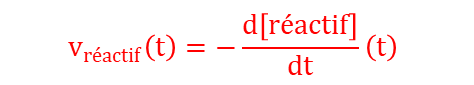 v_réactif(t) = − d[réactif]/dt (t)